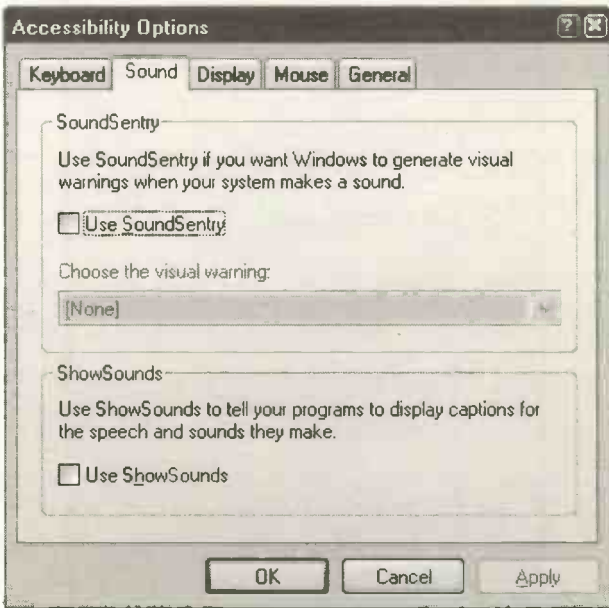 Accessibility Options
Keyboard Sound Display Mouse General
SoundSentry
Use SoundSentry if you want Windows to generate visual
warnings when your system makes a sound.
Use SoundSentry
Choose the visual warning:
[None]
ShowSounds
Use ShowSounds to tell your programs to display captions for
the speech and sounds they make.
Use ShowSounds
OK Cancel Apply